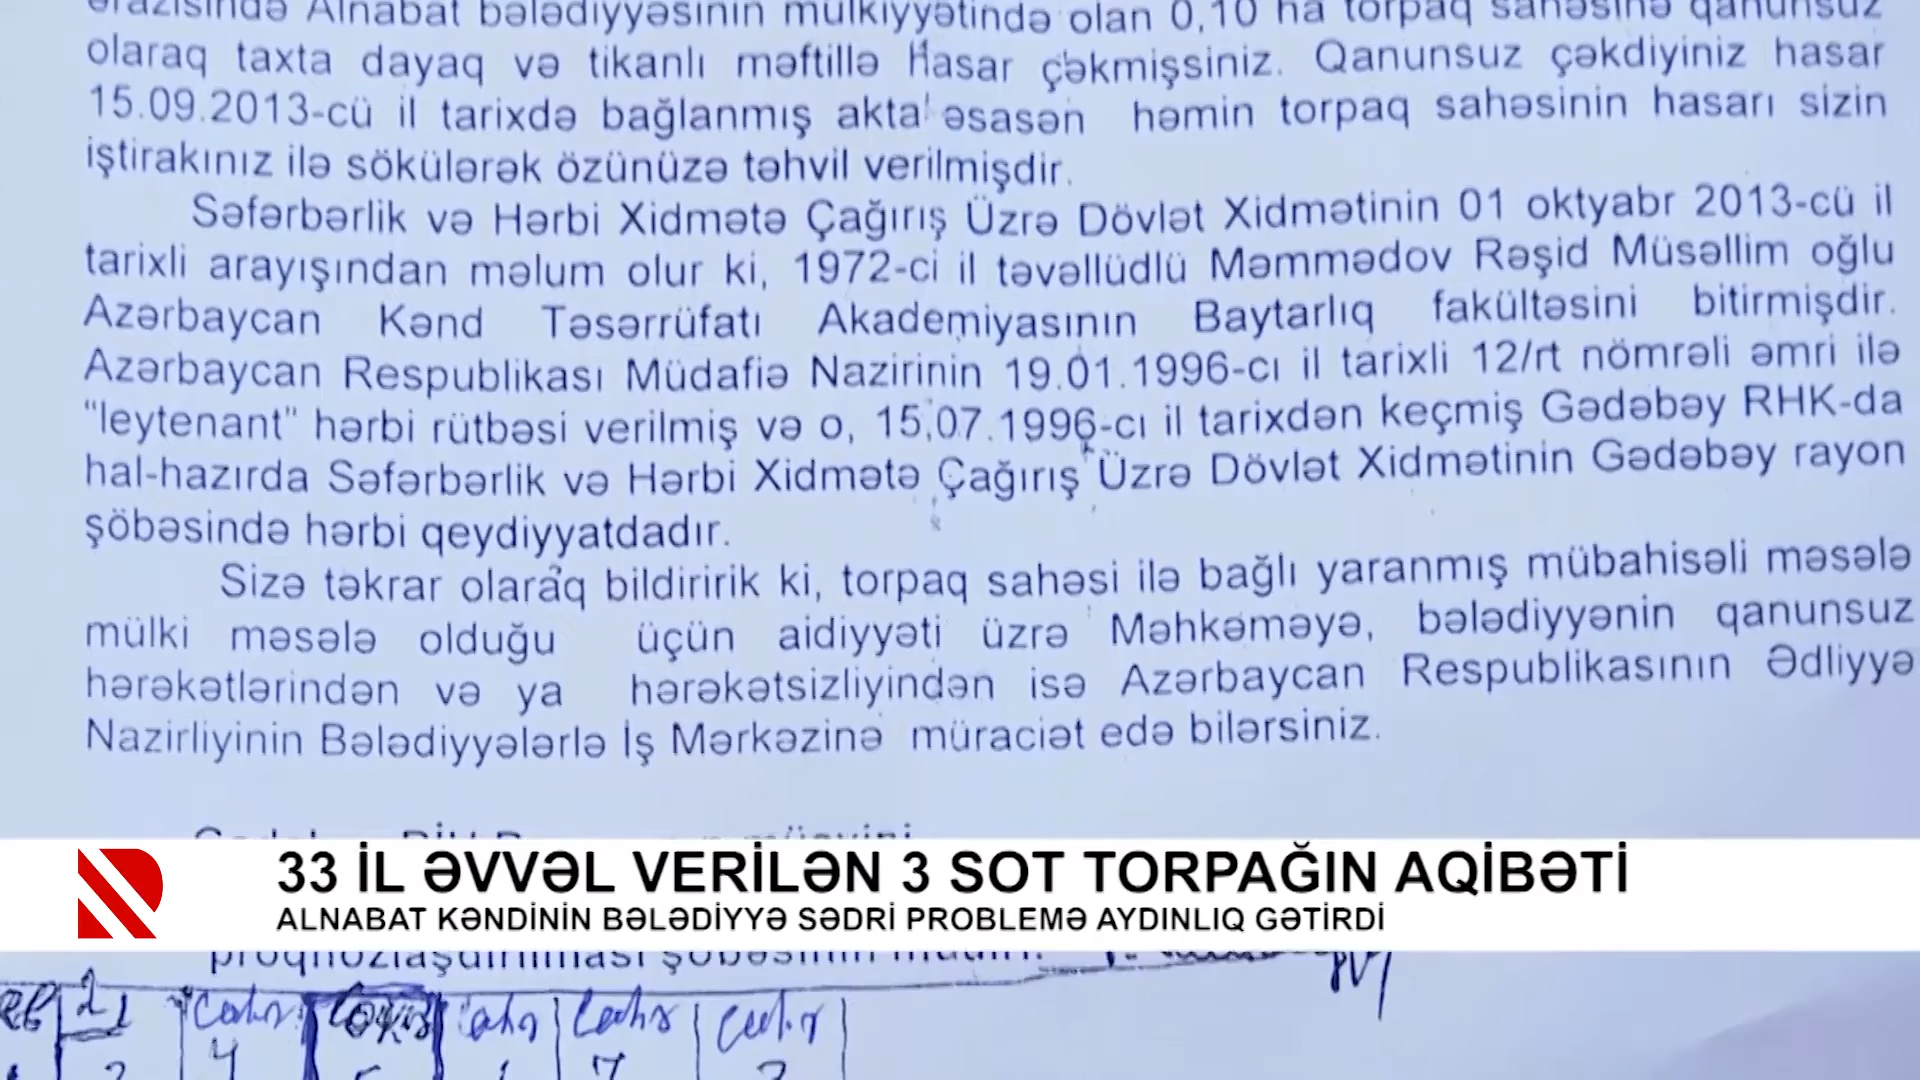 ərazisində Alnabat bələdiyyəsinin mülkiyyətində olan 0,10 ha torpaq sahəsinə qanunsuz
olaraq taxta dayaq və tikanlı məftillə hasar çəkmişsiniz. Qanunsuz çəkdiyiniz hasar
15.09.2013-cü il tarixdə bağlanmış akta əsasən həmin torpaq sahəsinin hasarı sizin
iştirakınız ilə sökülərək özünüzə təhvil verilmişdir.
Səfərbərlik və Hərbi Xidmətə Çağırış Üzrə Dövlət Xidmətinin 01 oktyabr 2013-cü il
tarixli arayışından məlum olur ki, 1972-ci il təvəllüdlü Məmmədov Rəşid Müsəllim oğlu
Azərbaycan Kənd Təsərrüfatı Akademiyasının Baytarlıq fakültəsini bitirmişdir.
Azərbaycan Respublikası Müdafiə Nazirinin 19.01.1996-cı il tarixli 12/rt nömrəli əmri ilə
"leytenant" hərbi rütbəsi verilmiş və o, 15.07.1996-cı il tarixdən keçmiş Gədəbəy RHK-da
hal-hazırda Səfərbərlik və Hərbi Xidmətə Çağırış Üzrə Dövlət Xidmətinin Gədəbəy rayon
şöbəsində hərbi qeydiyyatdadır.
Sizə təkrar olaraq bildiririk ki, torpaq sahəsi ilə bağlı yaranmış mübahisəli məsələ
mülki məsələ olduğu üçün aidiyyəti üzrə Məhkəməyə, bələdiyyənin qanunsuz
hərəkətlərindən və ya hərəkətsizliyindən isə Azərbaycan Respublikasının Ədliyyə
Nazirliyinin Bələdiyyələrlə İş Mərkəzinə müraciət edə bilərsiniz.
33 İL ƏVVƏL VERİLƏN 3 SOT TORPAĞIN AQİBƏTİ
ALNABAT KƏNDİNİN BƏLƏDİYYƏ SƏDRİ PROBLEMƏ AYDINLIQ GƏTİRDİ
proqnozlaşdırılması şöbəsinin müdiri: